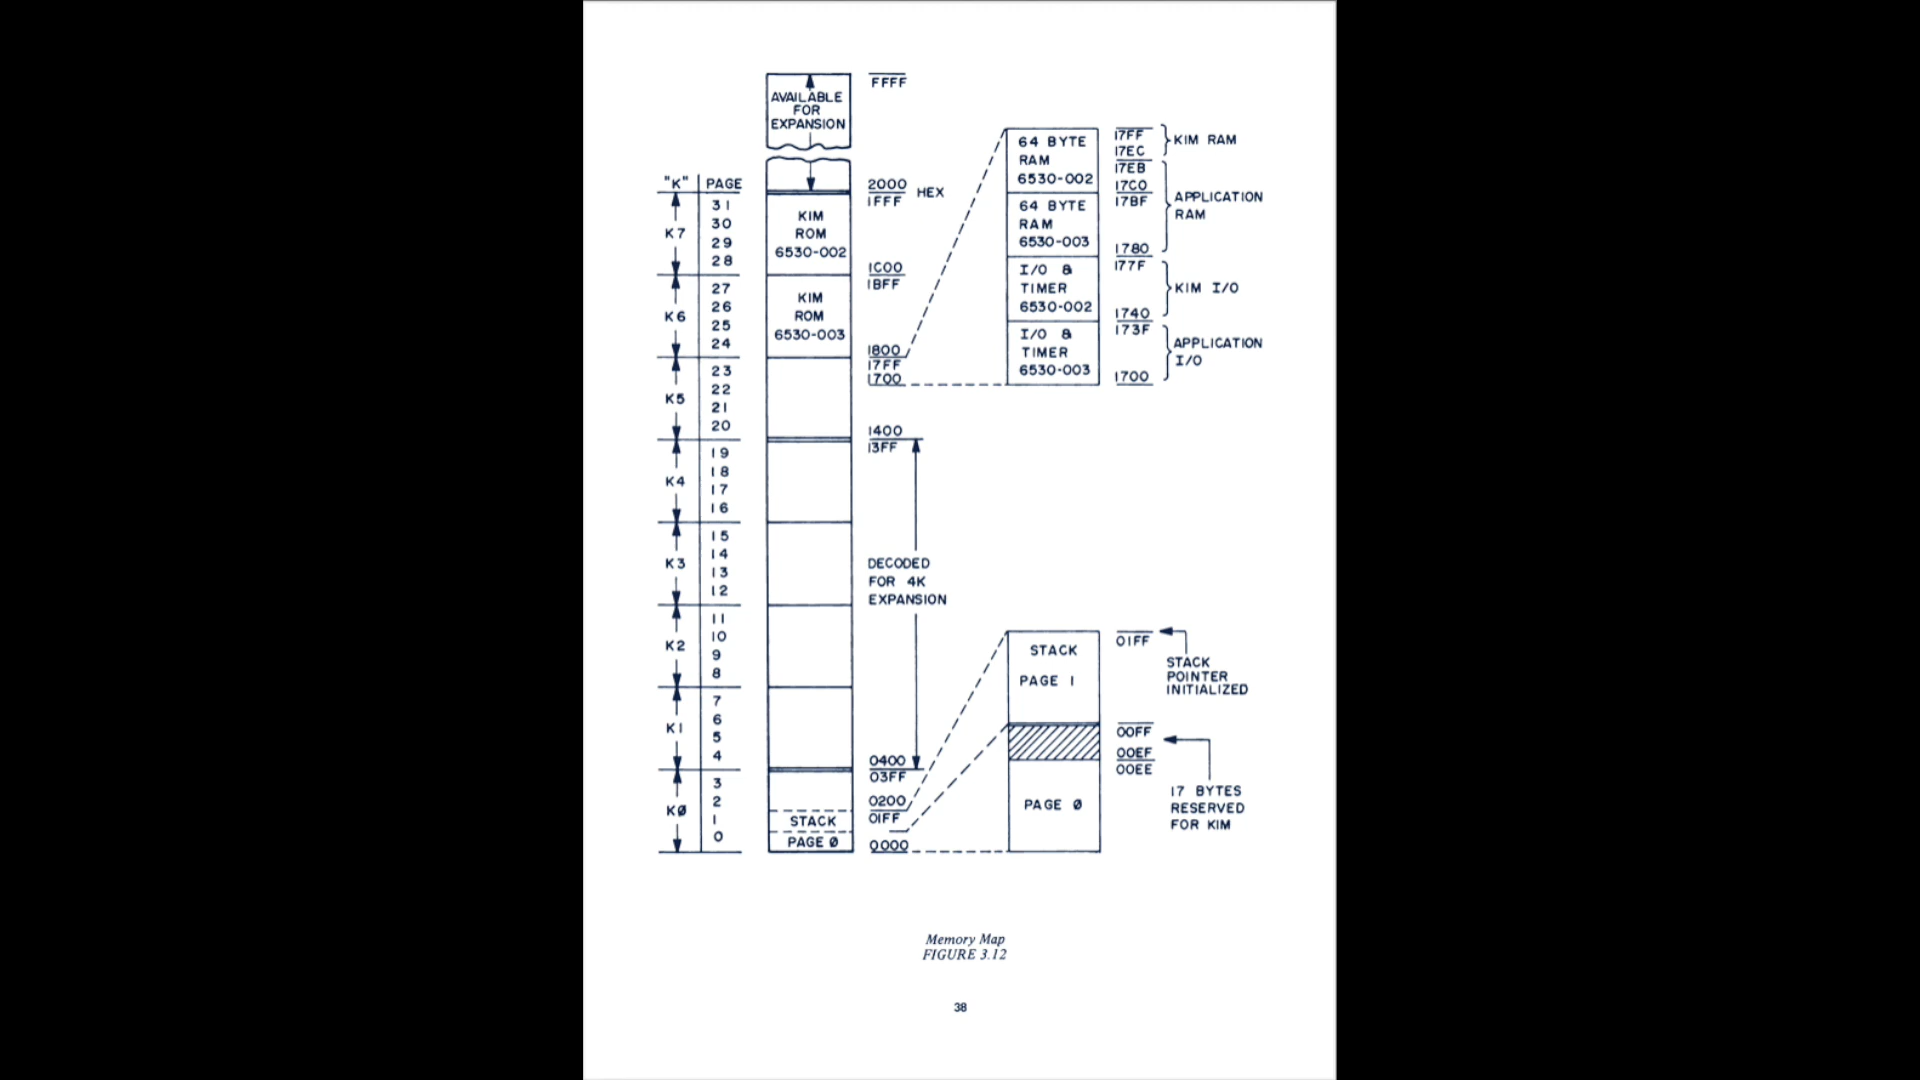 FFFF
AVAILABLE
FOR
EXPANSION
"K" PAGE
2000
1FFF
HEX
31
30
29
28
K7
KIM
ROM
6530-002
1C00
1BFF
27
26
25
24
K6
KIM
ROM
6530-003
1800
17FF
1700
23
22
21
20
K5
1400
13FF
19
18
17
16
K4
15
14
13
12
K3
DECODED
FOR 4K
EXPANSION
11
10
9
8
K2
7
6
5
4
K1
0400
03FF
3
2
1
0
KØ
0200
01FF
STACK
PAGE Ø
0000
64 BYTE
RAM
6530-002
17FF
17EC
KIM RAM
17EB
17C0
17BF
APPLICATION
RAM
64 BYTE
RAM
6530-003
1780
177F
I/O &
TIMER
6530-002
KIM I/O
1740
173F
I/O &
TIMER
6530-003
APPLICATION
I/O
1700
STACK
PAGE 1
01FF
STACK
POINTER
INITIALIZED
00FF
00EF
00EE
PAGE Ø
17 BYTES
RESERVED
FOR KIM
Memory Map
FIGURE 3.12
38